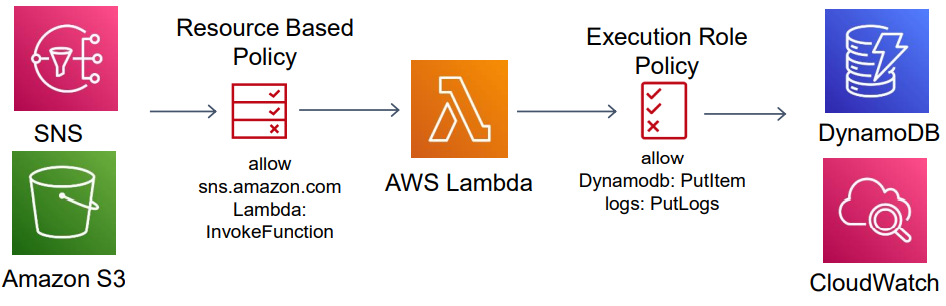 SNS
Amazon S3
Resource Based
Policy
allow
sns.amazon.com
Lambda:
InvokeFunction
AWS Lambda
Execution Role
Policy
allow
Dynamodb: PutItem
logs: PutLogs
DynamoDB
CloudWatch